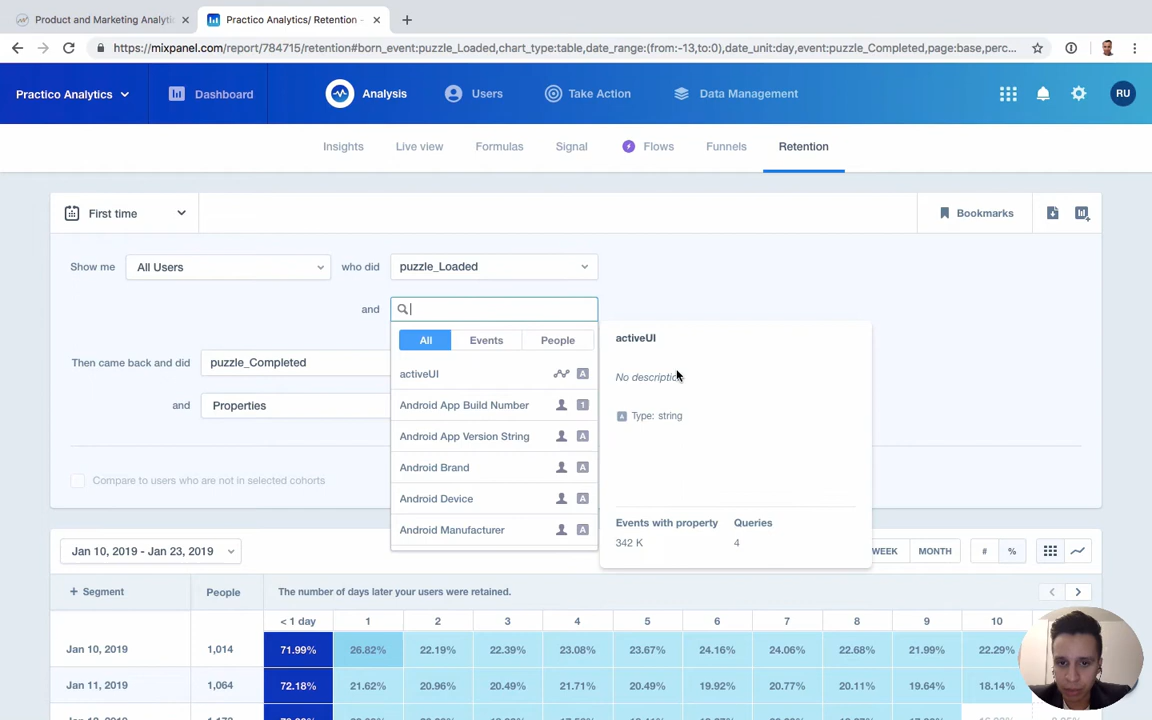 Product and Marketing Analytic
Practico Analytics/ Retention -
https://mixpanel.com/report/784715/retention#born_event:puzzle_Loaded,chart_type:table,date_range:(from:-13,to:0),date_unit:day,event:puzzle_Completed,page:base,perc...
Practico Analytics
Dashboard
Analysis
Users
Take Action
Data Management
RU
Insights
Live view
Formulas
Signal
Flows
Funnels
Retention
First time
Bookmarks
Show me
All Users
who did
puzzle_Loaded
and
All
Events
People
activeUI
activeUI
A
No description
Then came back and did
puzzle_Completed
and
Properties
Android App Build Number
1
Android App Version String
A
A Type: string
Android Brand
A
Compare to users who are not in selected cohorts
Android Device
A
Android Manufacturer
A
Events with property
Queries
342 K
4
Jan 10, 2019 - Jan 23, 2019
WEEK
MONTH
#
%
+ Segment
People
The number of days later your users were retained.
< 1 day 1 2 3 4 5 6 7 8 9 10
Jan 10, 2019 1,014 71.99% 26.82% 22.19% 22.39% 23.08% 23.67% 24.16% 24.06% 22.68% 21.99% 22.29%
Jan 11, 2019 1,064 72.18% 21.62% 20.96% 20.49% 21.71% 20.49% 19.92% 20.77% 20.11% 19.64% 18.14%